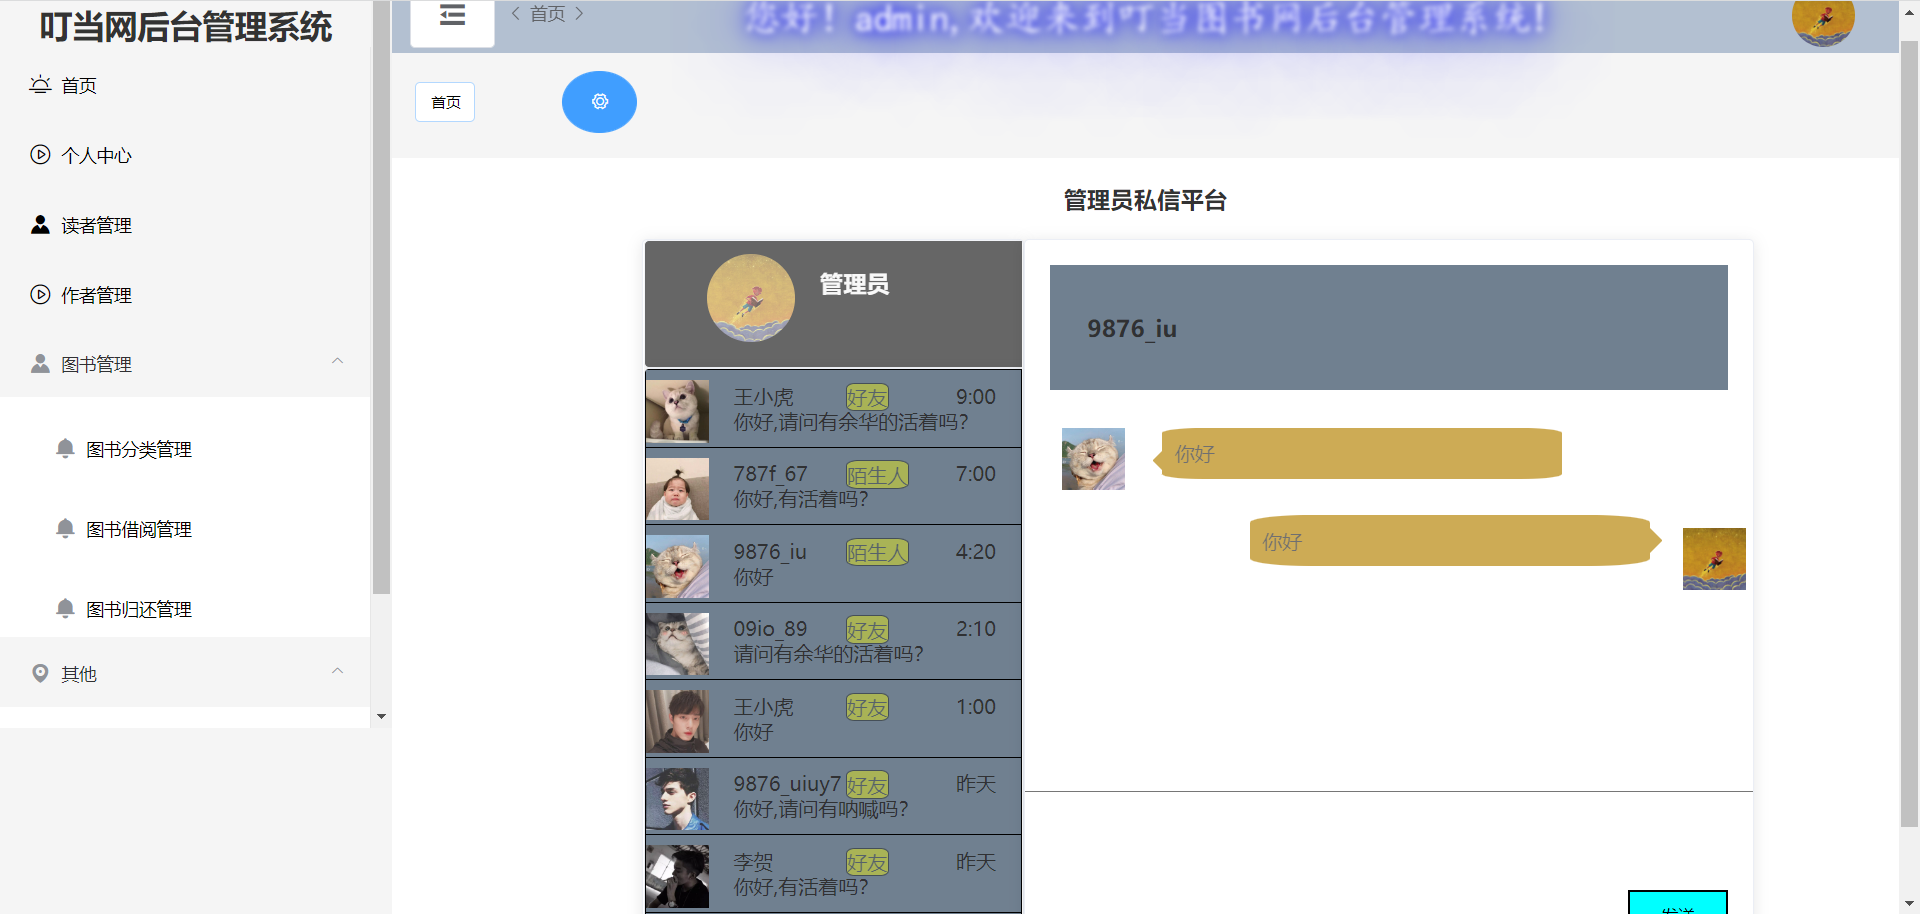 叮当网后台管理系统
首页
个人中心
读者管理
作者管理
图书管理
图书分类管理
图书借阅管理
图书归还管理
其他
首页
您好! admin,欢迎来到叮当图书网后台管理系统!
首页
管理员私信平台
管理员
王小虎 好友 9:00
你好,请问有余华的活着吗?
787f_67 陌生人 7:00
你好,有活着吗?
9876_iu 陌生人 4:20
你好
09io_89 好友 2:10
请问有余华的活着吗?
王小虎 好友 1:00
你好
9876_uiuy7 好友 昨天
你好,请问有呐喊吗?
李贺 好友 昨天
你好,有活着吗?
9876_iu
你好
你好
发送